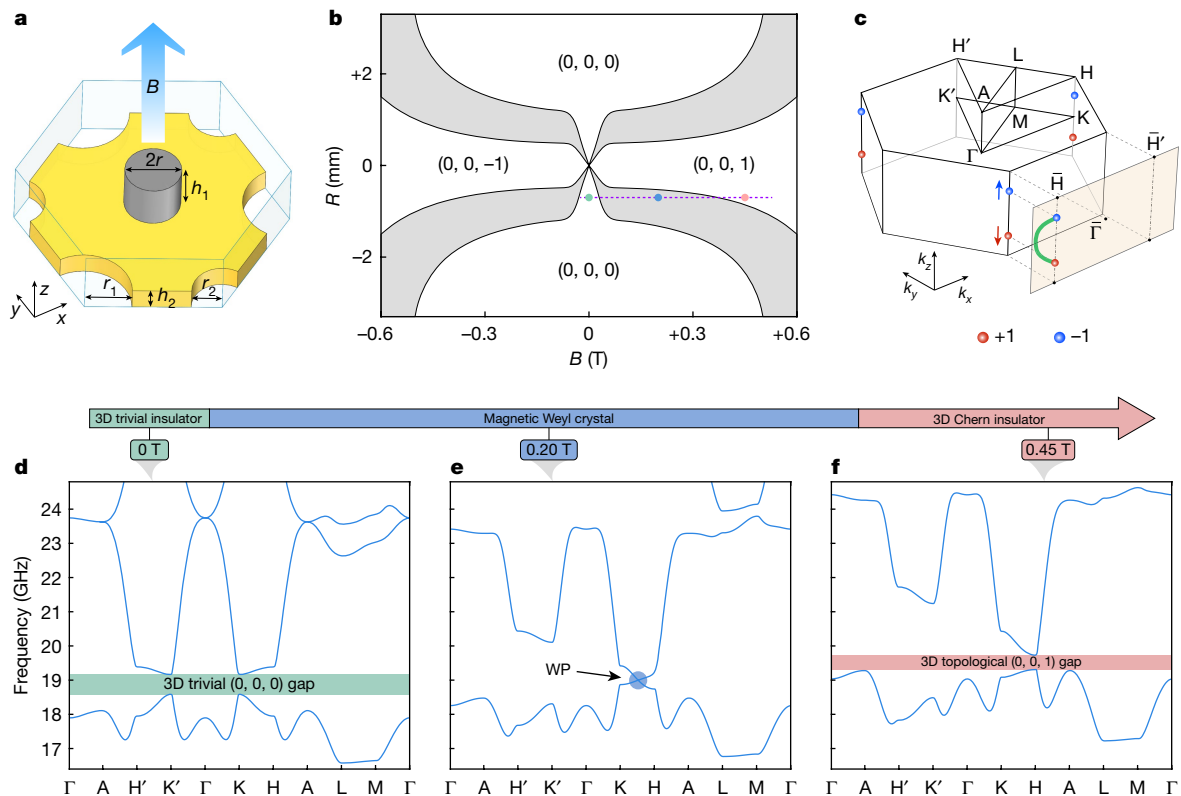 a
B
2r
h1
r1
h2
r2
z
y
x
b
(0, 0, 0)
(0, 0, −1)
(0, 0, 1)
(0, 0, 0)
R (mm)
+2
0
−2
−0.6
−0.3
0
+0.3
+0.6
B (T)
c
H′
L
H
K′
A
K
M
Γ
H̄
H̄′
Γ̄
kz
ky
kx
+1
−1
3D trivial insulator
Magnetic Weyl crystal
3D Chern insulator
0 T
0.20 T
0.45 T
d
Frequency (GHz)
24
23
22
21
20
19
18
17
3D trivial (0, 0, 0) gap
Γ A H′ K′ Γ K H A L M Γ
e
WP
Γ A H′ K′ Γ K H A L M Γ
f
3D topological (0, 0, 1) gap
Γ A H′ K′ Γ K H A L M Γ